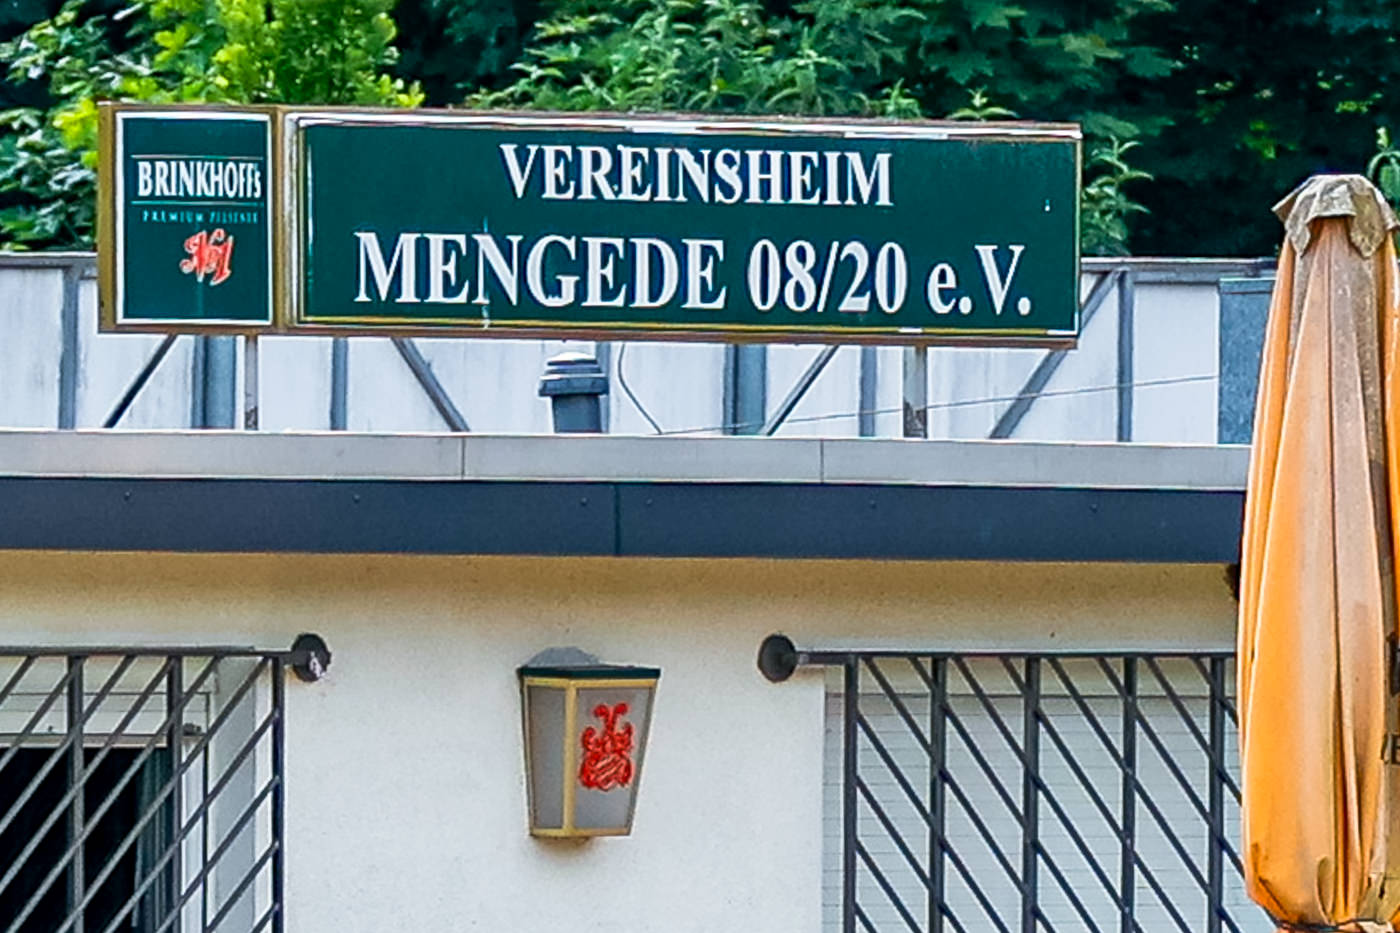 BRINKHOFF's
PREMIUM PILSENER
No1
VEREINSHEIM
MENGEDE 08/20 e.V.